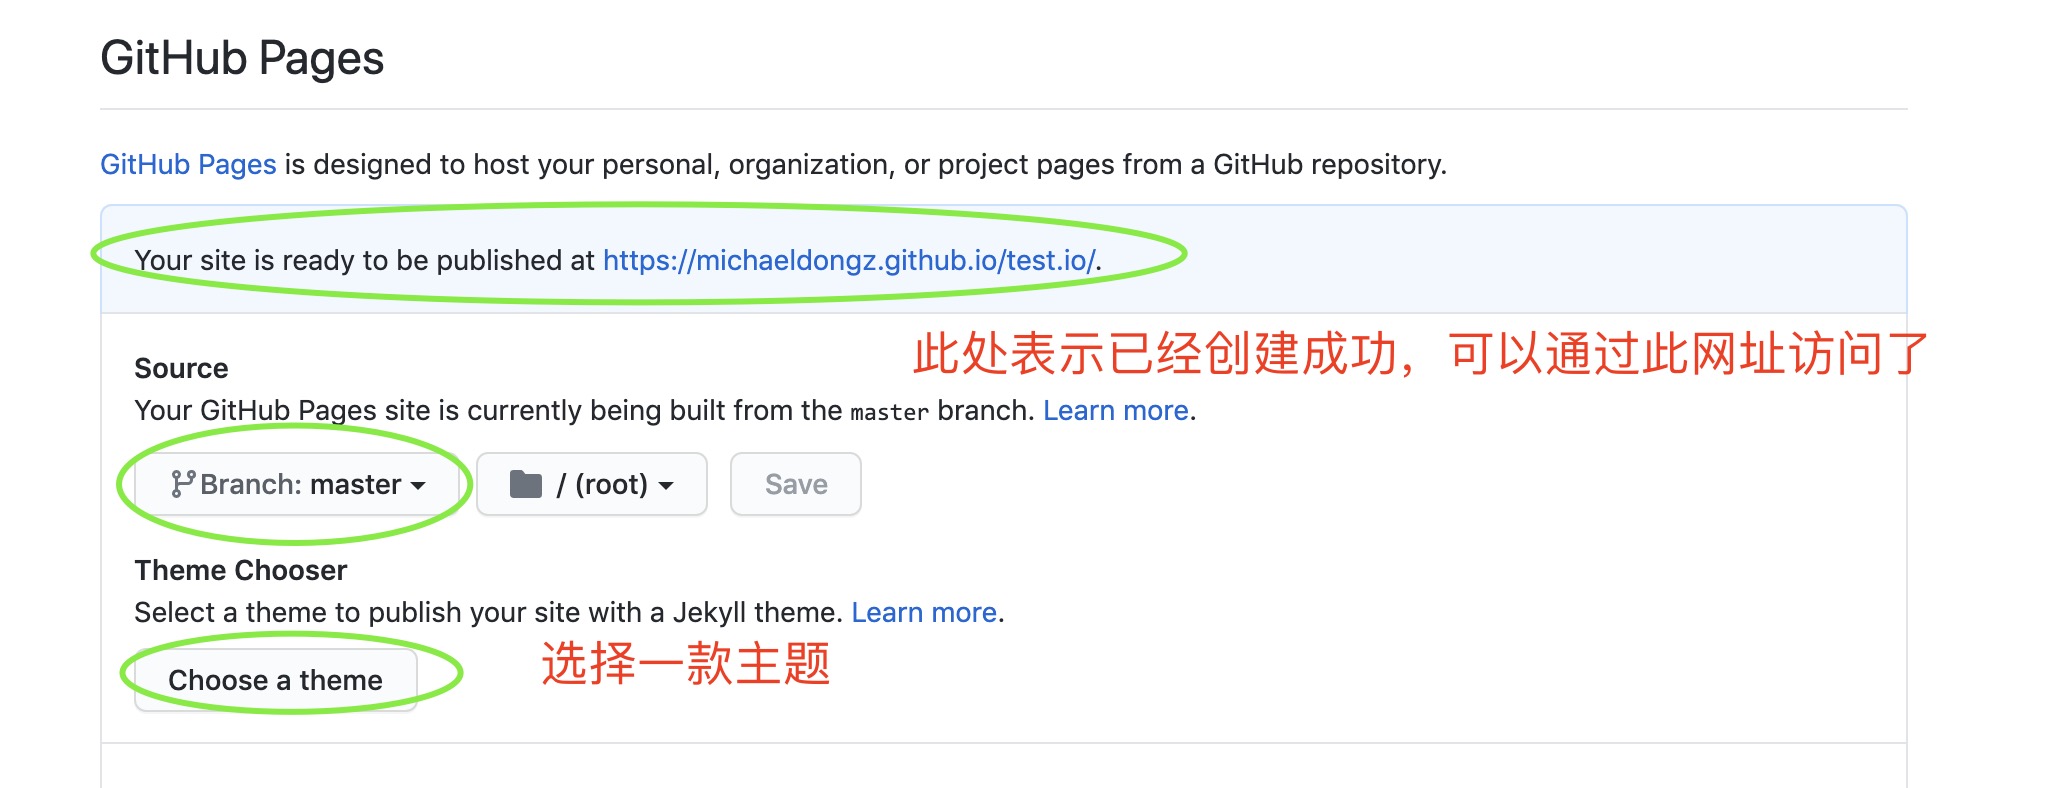 GitHub Pages
GitHub Pages is designed to host your personal, organization, or project pages from a GitHub repository.
Your site is ready to be published at https://michaeldongz.github.io/test.io/.
此处表示已经创建成功，可以通过此网址访问了
Source
Your GitHub Pages site is currently being built from the master branch. Learn more.
Branch: master / (root) Save
Theme Chooser
Select a theme to publish your site with a Jekyll theme. Learn more.
选择一款主题
Choose a theme